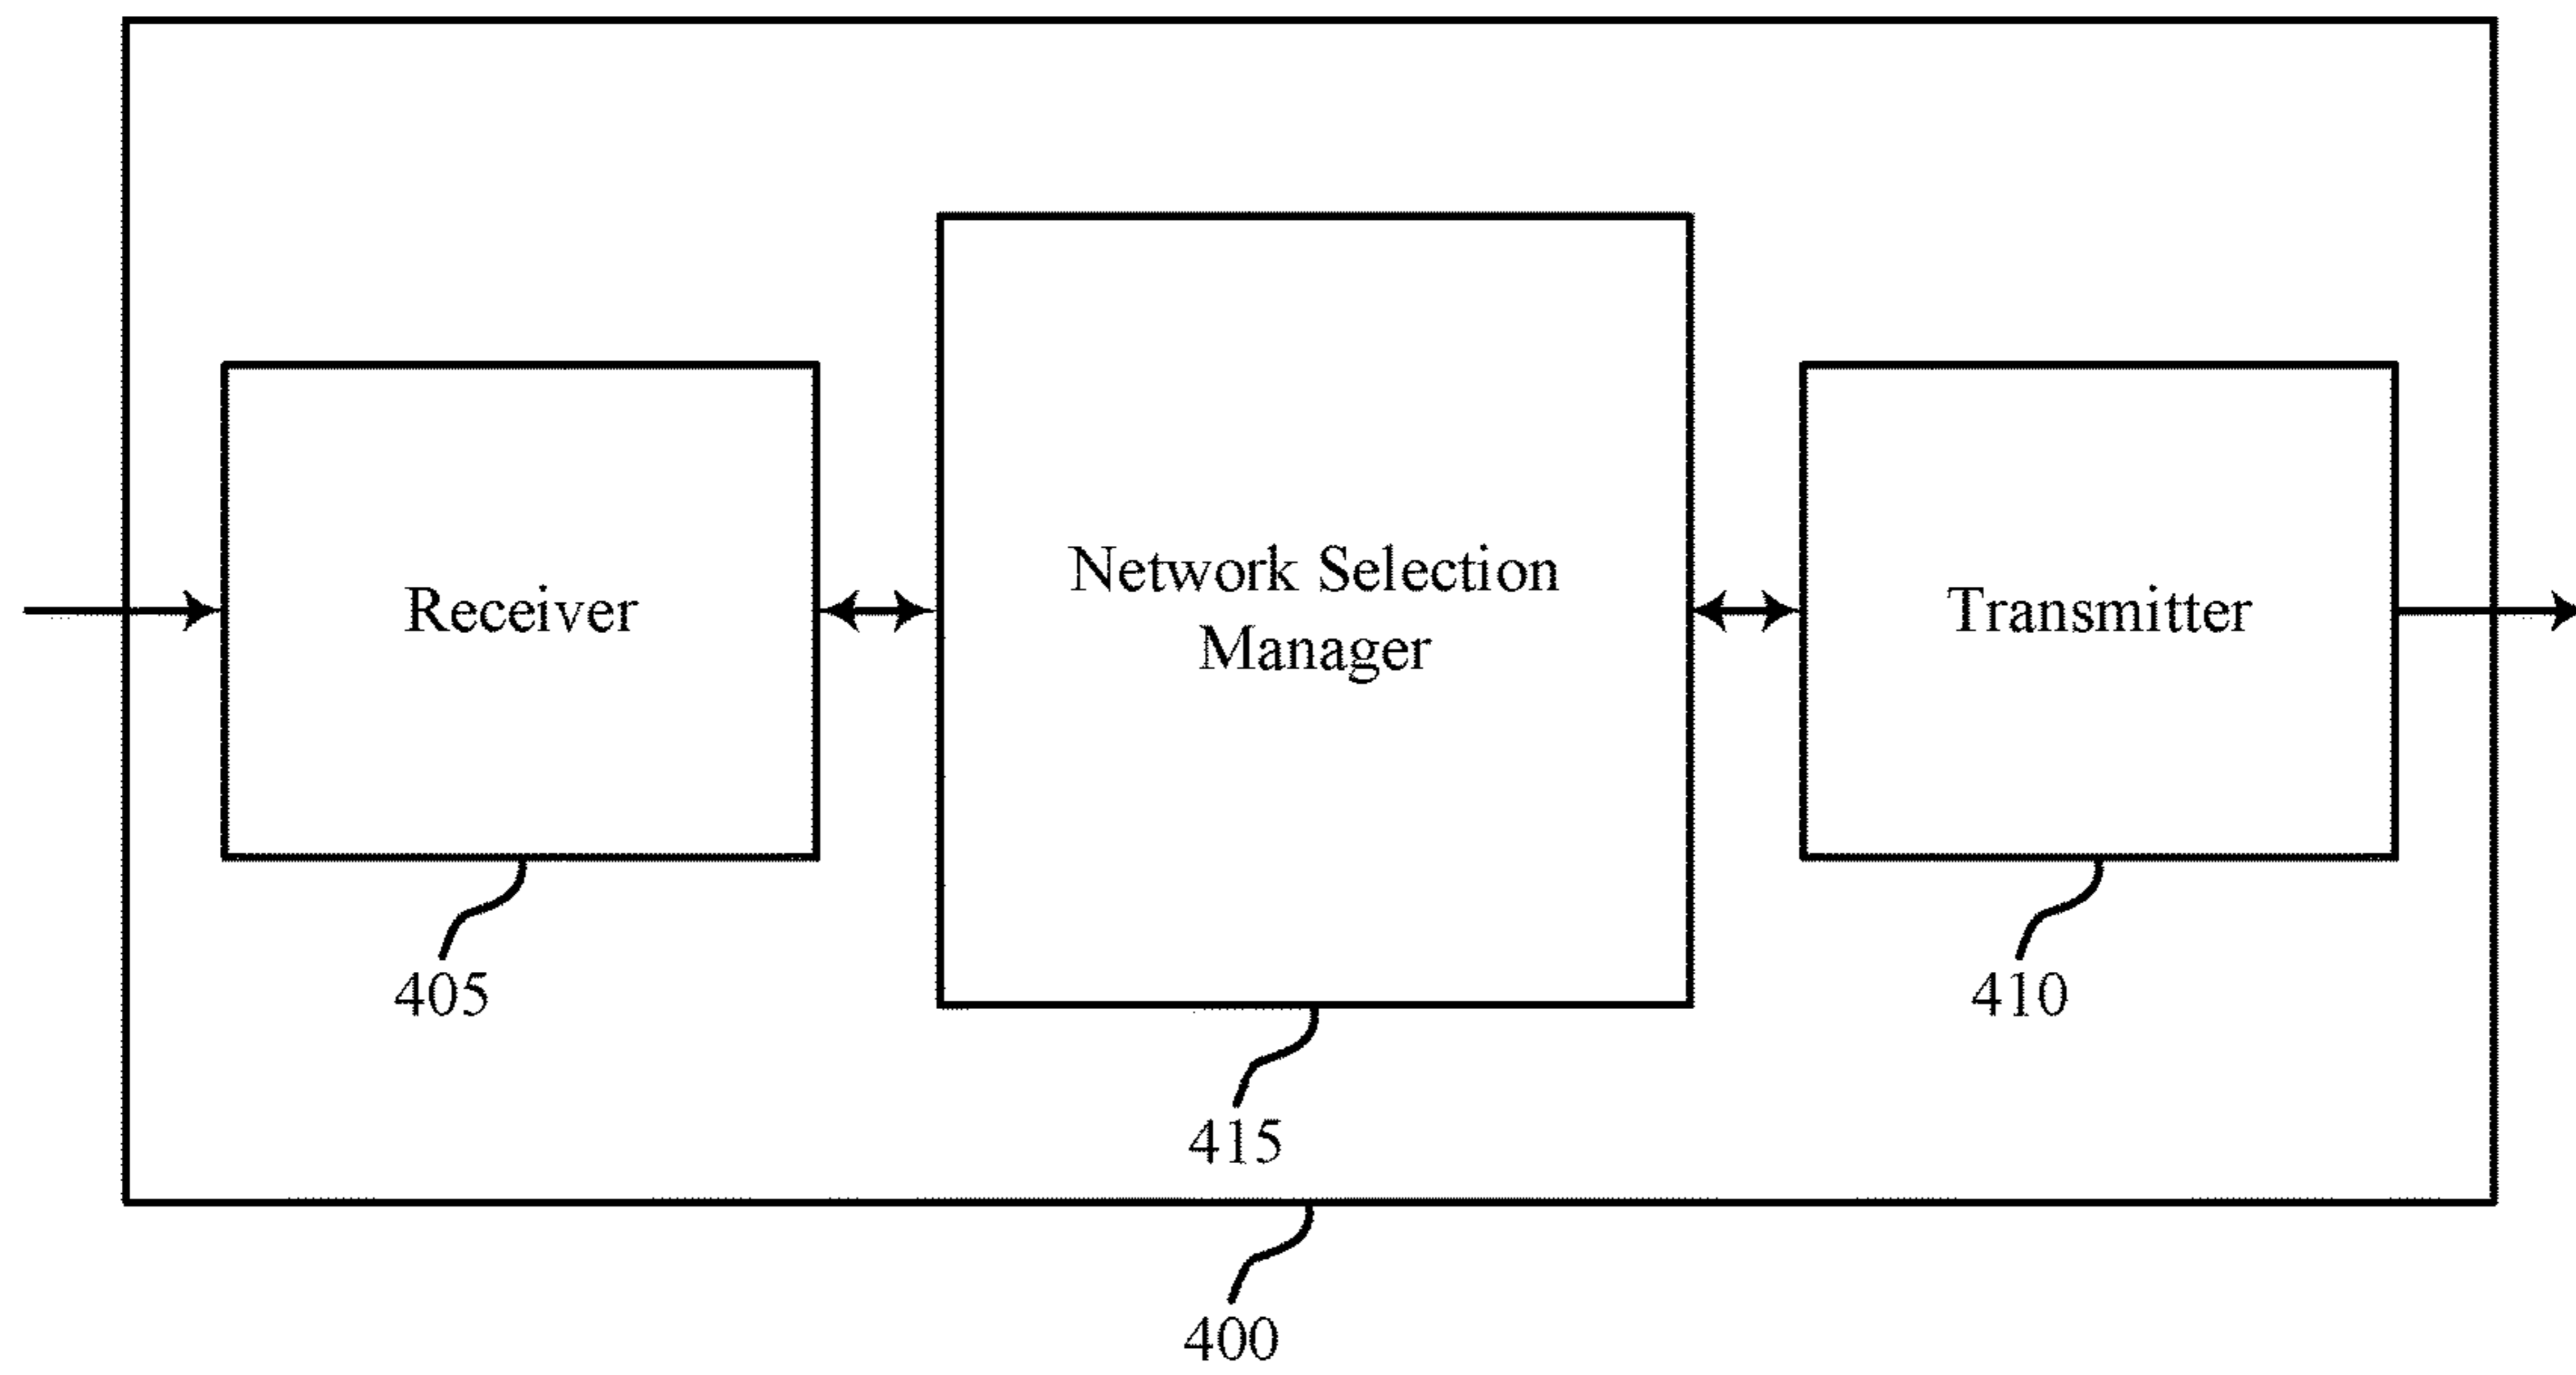 Receiver
Network Selection
Manager
Transmitter
405
410
415
400